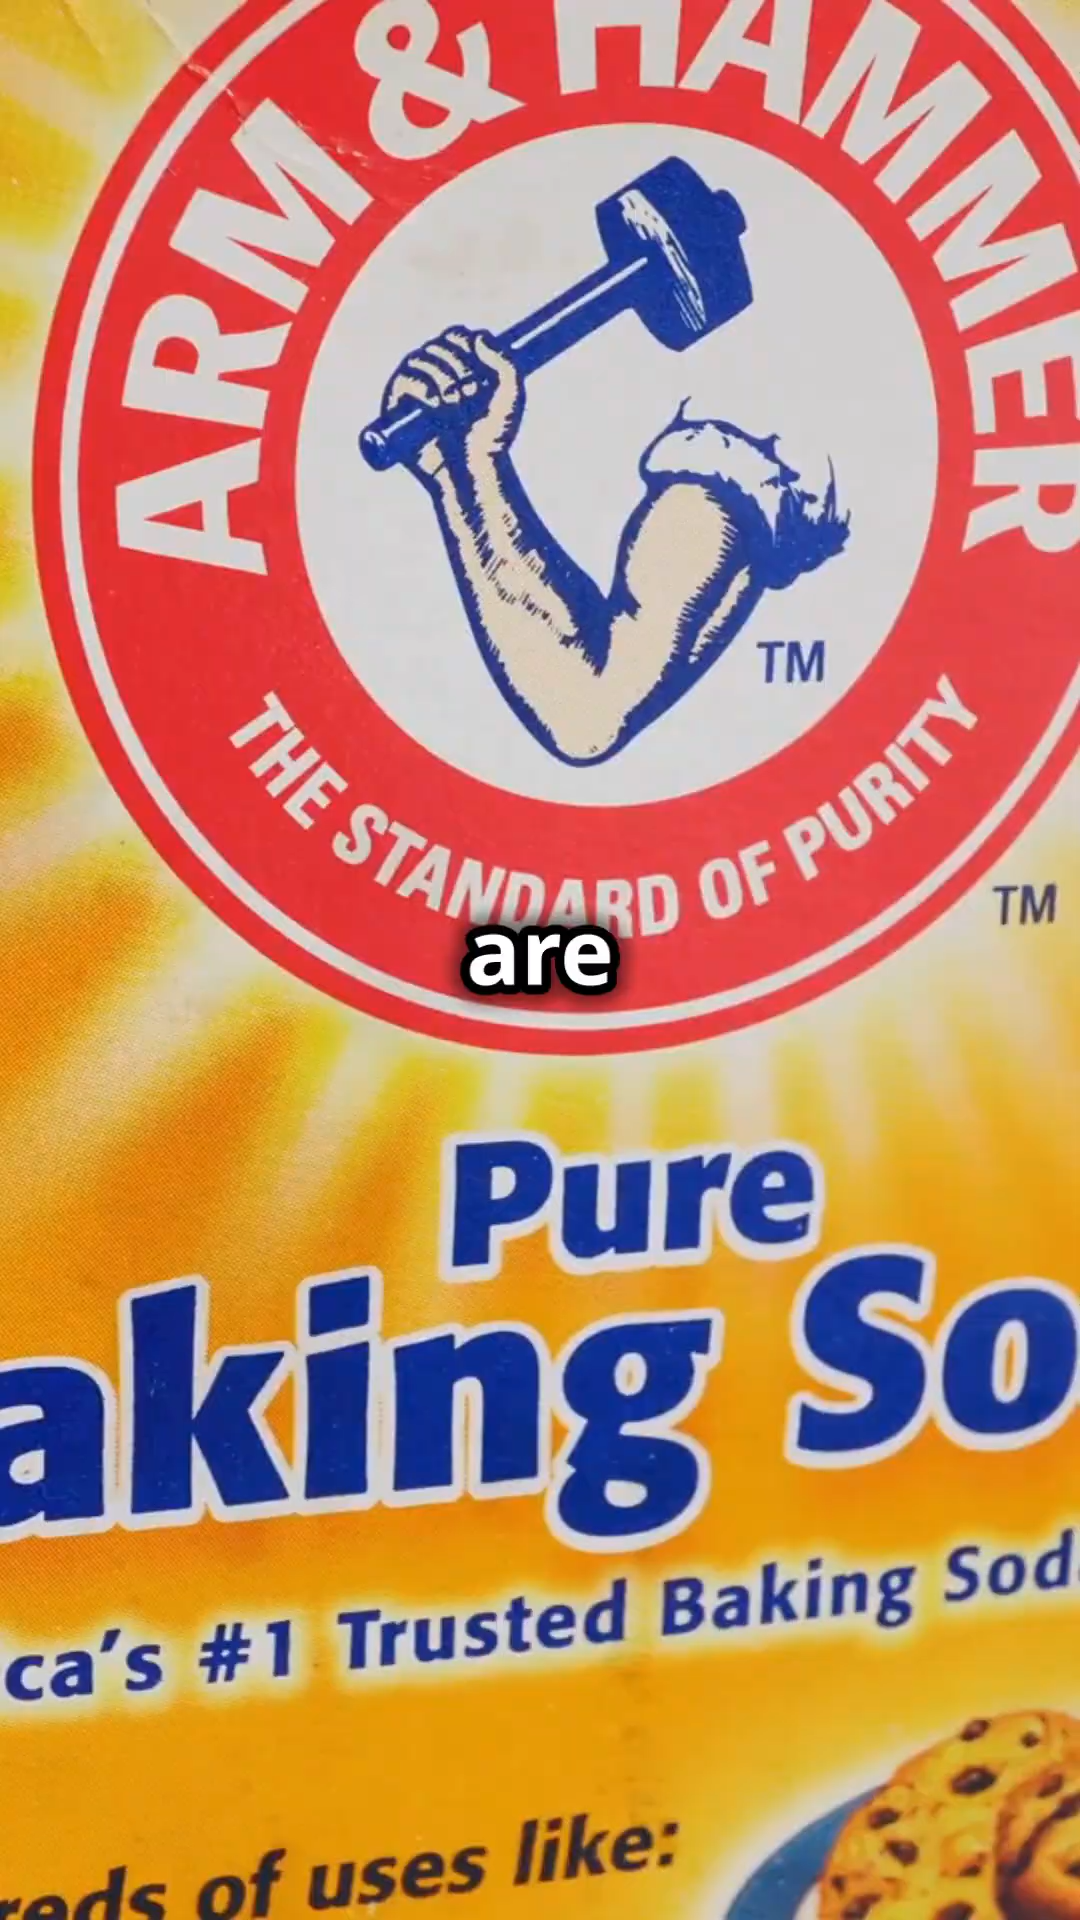 ARM & HAMMER
TM
THE STANDARD OF PURITY
TM
are
Pure
aking So
ca's #1 Trusted Baking Sod
reds of uses like: